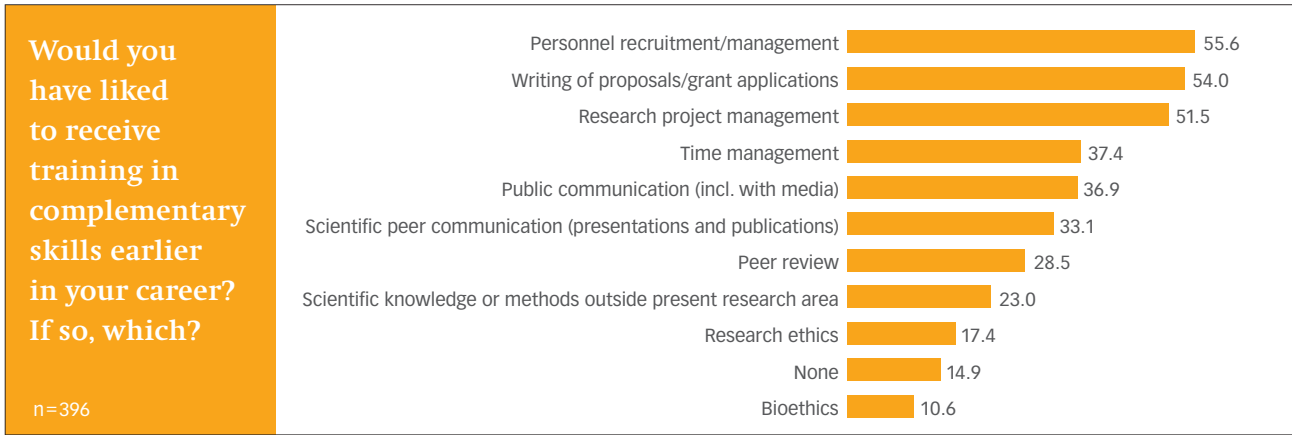 Would you
have liked
to receive
training in
complementary
skills earlier
in your career?
If so, which?
n=396
Personnel recruitment/management 55.6
Writing of proposals/grant applications 54.0
Research project management 51.5
Time management 37.4
Public communication (incl. with media) 36.9
Scientific peer communication (presentations and publications) 33.1
Peer review 28.5
Scientific knowledge or methods outside present research area 23.0
Research ethics 17.4
None 14.9
Bioethics 10.6